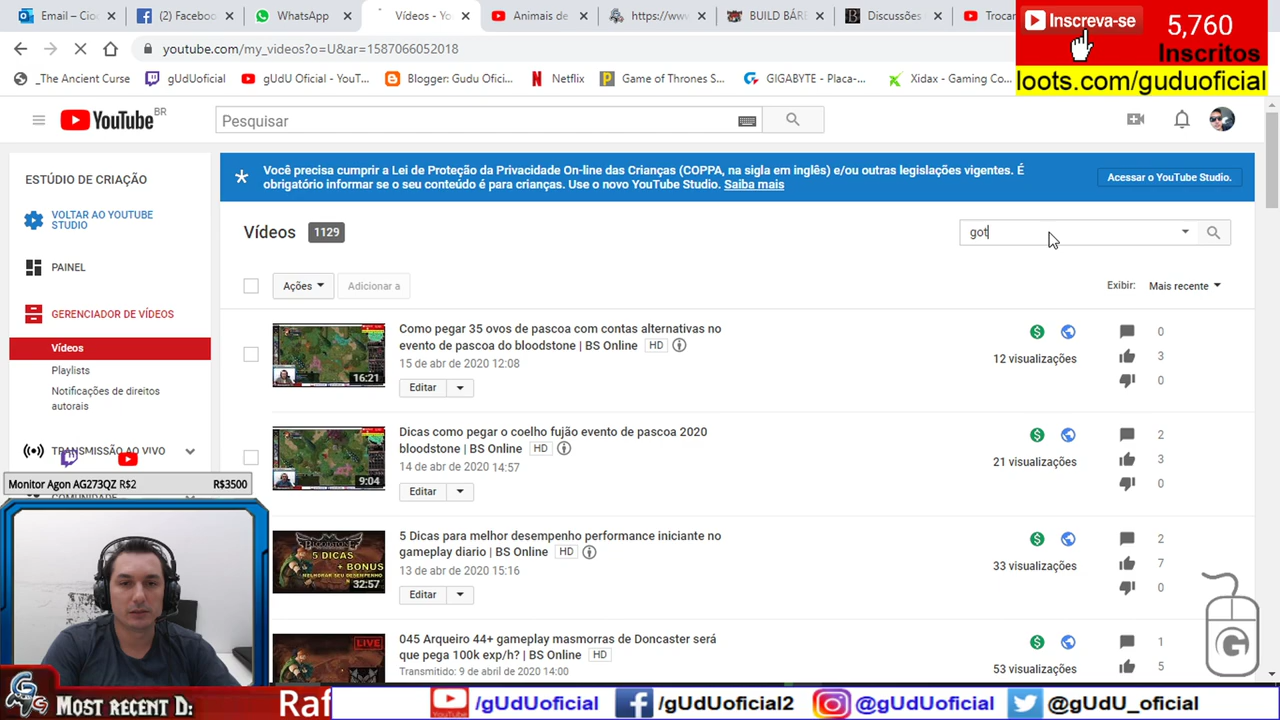 Email – Cioc
(2) Faceboo
WhatsApp
Vídeos - Yo
Animais de
https://www
BUILD BÁRE
Discussões
Trocar
Inscreva-se
5,760
Inscritos
loots.com/guduoficial
youtube.com/my_videos?o=U&ar=1587066052018
_The Ancient Curse
gUdUoficial
gUdU Oficial - YouT...
Blogger: Gudu Ofici...
Netflix
Game of Thrones S...
GIGABYTE - Placa-...
Xidax - Gaming Co...
YouTube BR
Pesquisar
ESTÚDIO DE CRIAÇÃO
VOLTAR AO YOUTUBE
STUDIO
PAINEL
GERENCIADOR DE VÍDEOS
Vídeos
Playlists
Notificações de direitos
autorais
TRANSMISSÃO AO VIVO
Você precisa cumprir a Lei de Proteção da Privacidade On-line das Crianças (COPPA, na sigla em inglês) e/ou outras legislações vigentes. É
obrigatório informar se o seu conteúdo é para crianças. Use o novo YouTube Studio. Saiba mais
Acessar o YouTube Studio.
Vídeos 1129
got
Ações
Adicionar a
Exibir: Mais recente
Como pegar 35 ovos de pascoa com contas alternativas no
evento de pascoa do bloodstone | BS Online HD
15 de abr de 2020 12:08
Editar
16:21
12 visualizações
0
3
0
Dicas como pegar o coelho fujão evento de pascoa 2020
bloodstone | BS Online HD
14 de abr de 2020 14:57
Editar
9:04
21 visualizações
2
3
0
BLOODSTONE
5 DICAS
+ BONUS
MELHORAR SEU DESEMPENHO
32:57
5 Dicas para melhor desempenho performance iniciante no
gameplay diario | BS Online HD
13 de abr de 2020 15:16
Editar
33 visualizações
2
7
0
LIVE
045 Arqueiro 44+ gameplay masmorras de Doncaster será
que pega 100k exp/h? | BS Online HD
Transmitido: 9 de abril de 2020 14:00
53 visualizações
1
5
Monitor Agon AG273QZ R$2
R$3500
G
Most recent D:
Raf
/gUdUoficial
/gUdUoficial2
@gUdUoficial
@gUdU_oficial